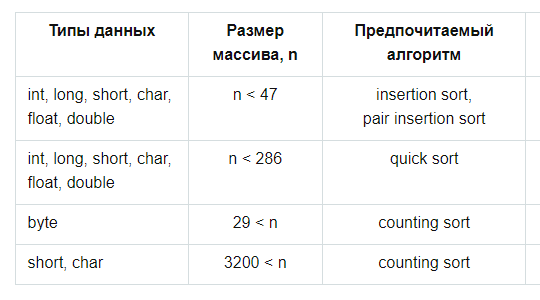 Типы данных
Размер массива, n
Предпочитаемый алгоритм
int, long, short, char,
float, double
n < 47
insertion sort,
pair insertion sort
int, long, short, char,
float, double
n < 286
quick sort
byte
29 < n
counting sort
short, char
3200 < n
counting sort